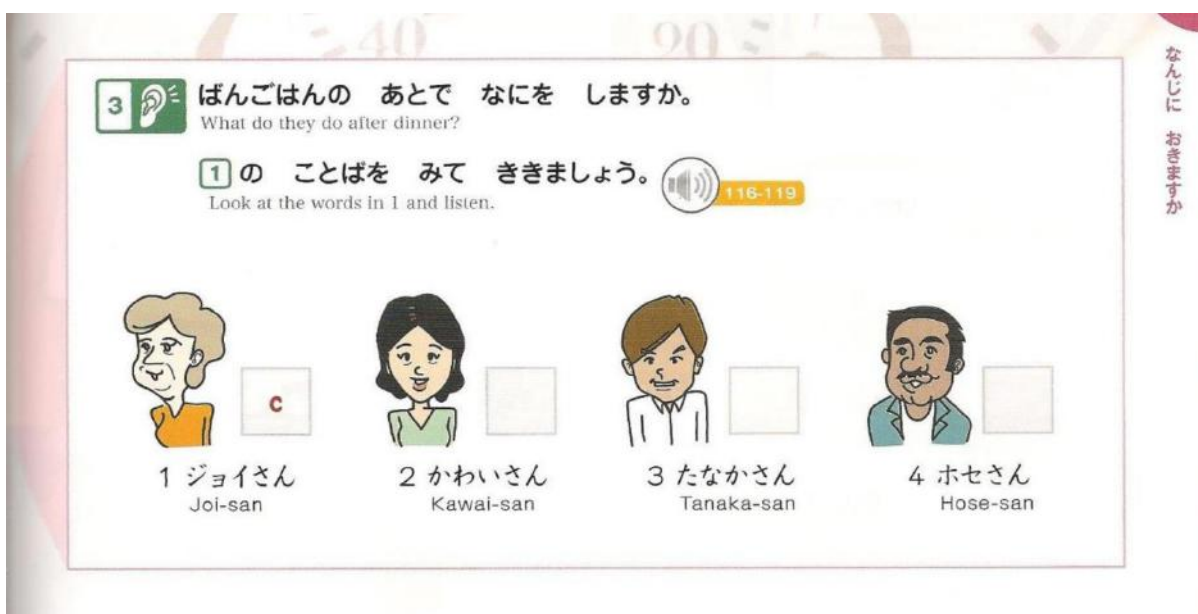 40
20
なんじに おきますか
3 ばんごはんの あとで なにを しますか。
What do they do after dinner?
1 の ことばを みて ききましょう。
116-119
Look at the words in 1 and listen.
C
1 ジョイさん
Joi-san
2 かわいさん
Kawai-san
3 たなかさん
Tanaka-san
4 ホセさん
Hose-san